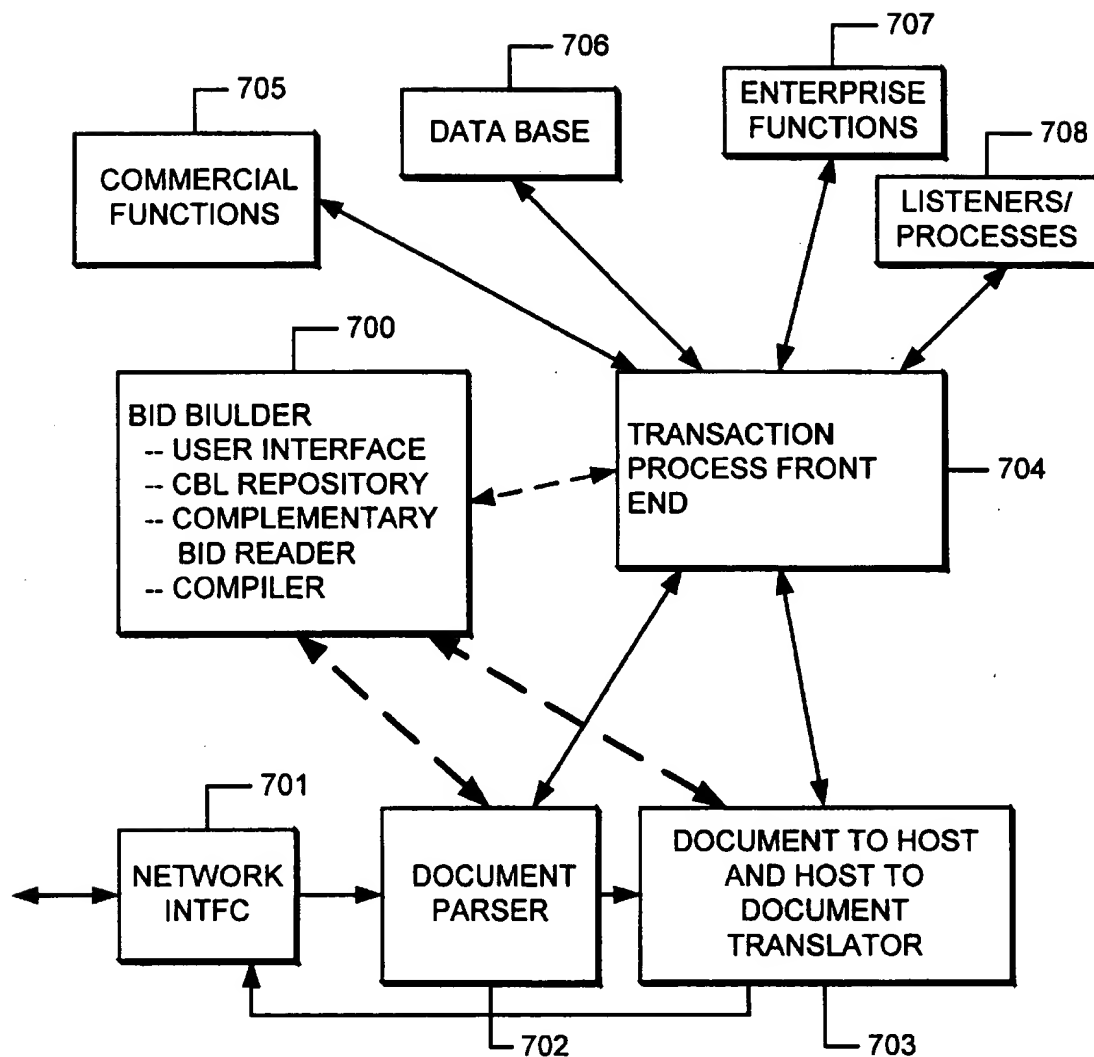 707
706
ENTERPRISE
FUNCTIONS
705
DATA BASE
708
COMMERCIAL
FUNCTIONS
LISTENERS/
PROCESSES
700
BID BIULDER
-- USER INTERFACE
-- CBL REPOSITORY
-- COMPLEMENTARY
BID READER
-- COMPILER
TRANSACTION
PROCESS FRONT
END
704
701
NETWORK
INTFC
DOCUMENT
PARSER
DOCUMENT TO HOST
AND HOST TO
DOCUMENT
TRANSLATOR
702
703